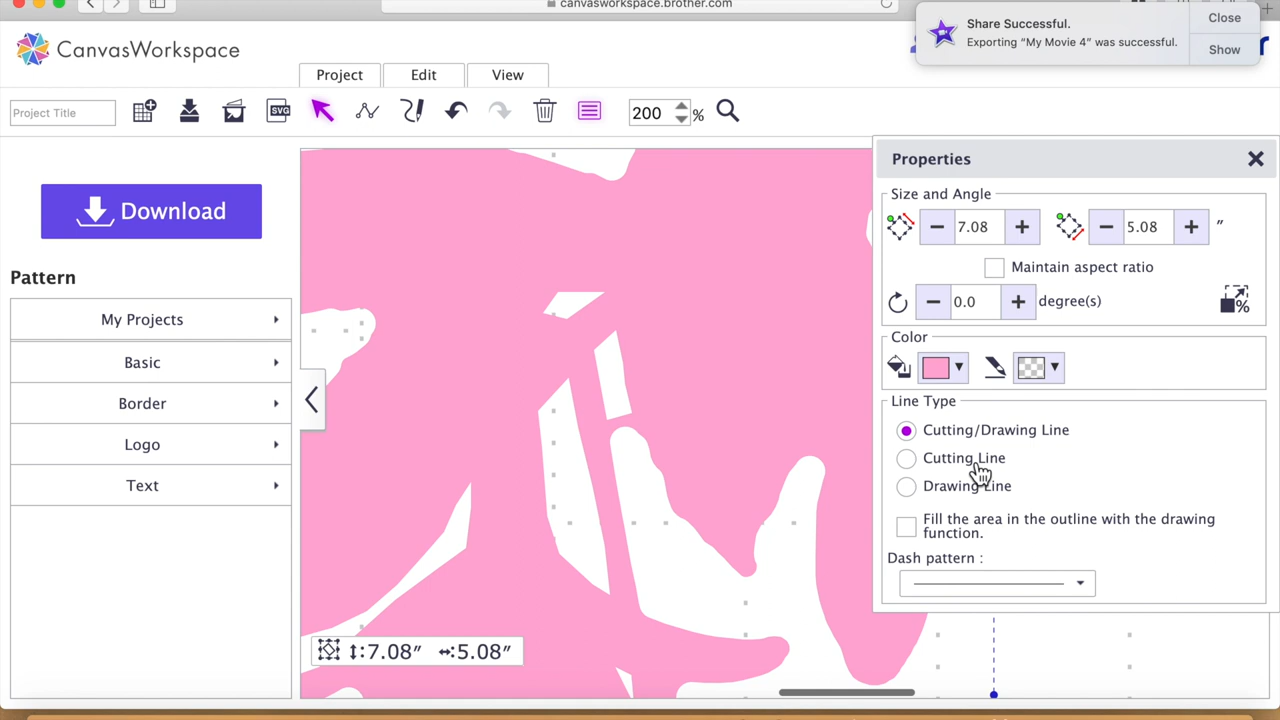 canvasworkspace.brother.com
Share Successful.
Exporting “My Movie 4” was successful.
Close
Show
CanvasWorkspace
Project
Edit
View
Project Title
SVG
200 %
Download
Pattern
My Projects
Basic
Border
Logo
Text
Properties
Size and Angle
7.08
5.08 ″
Maintain aspect ratio
0.0 degree(s)
%
Color
Line Type
Cutting/Drawing Line
Cutting Line
Drawing Line
Fill the area in the outline with the drawing
function.
Dash pattern :
:7.08″ :5.08″